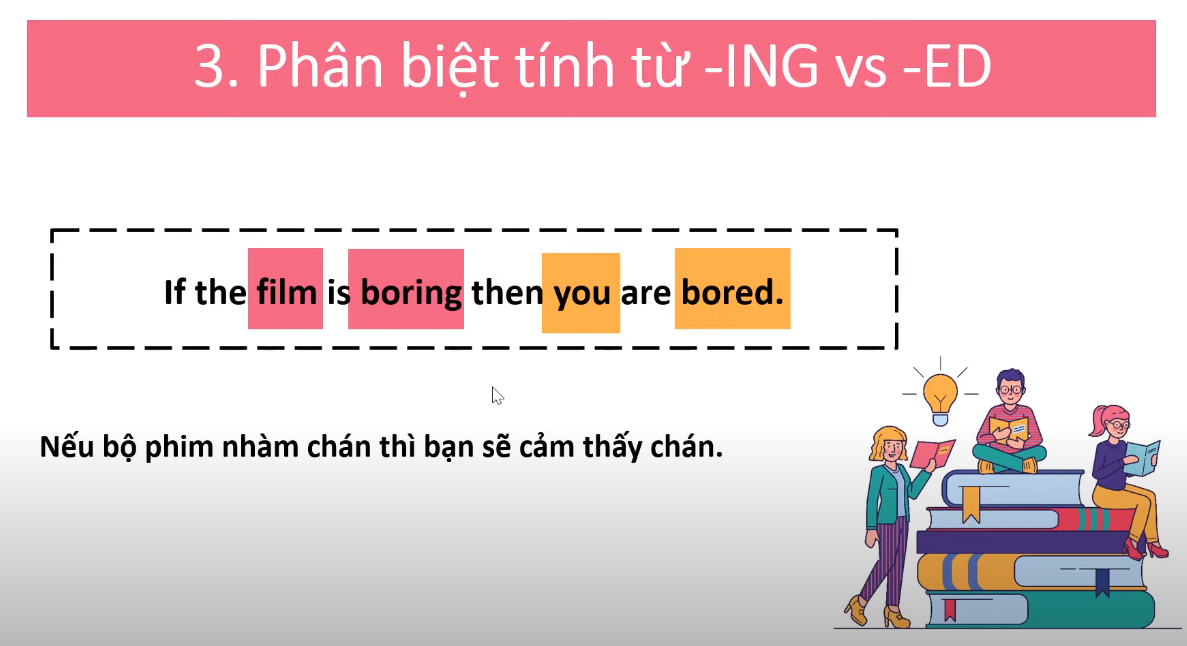 3. Phân biệt tính từ -ING vs -ED
If the film is boring then you are bored.
Nếu bộ phim nhàm chán thì bạn sẽ cảm thấy chán.